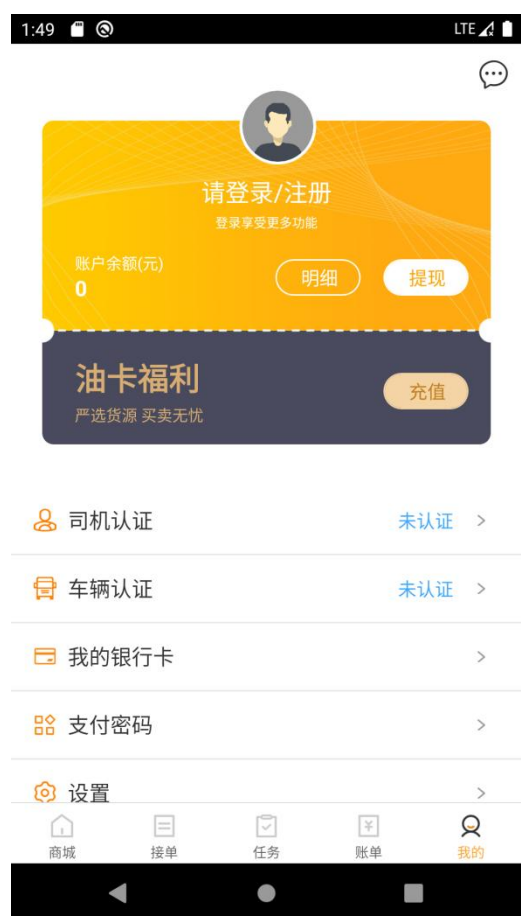 1:49
LTE
请登录/注册
登录享受更多功能
账户余额(元)
0
明细
提现
油卡福利
严选货源 买卖无忧
充值
司机认证
未认证
车辆认证
未认证
我的银行卡
支付密码
设置
商城
接单
任务
账单
我的